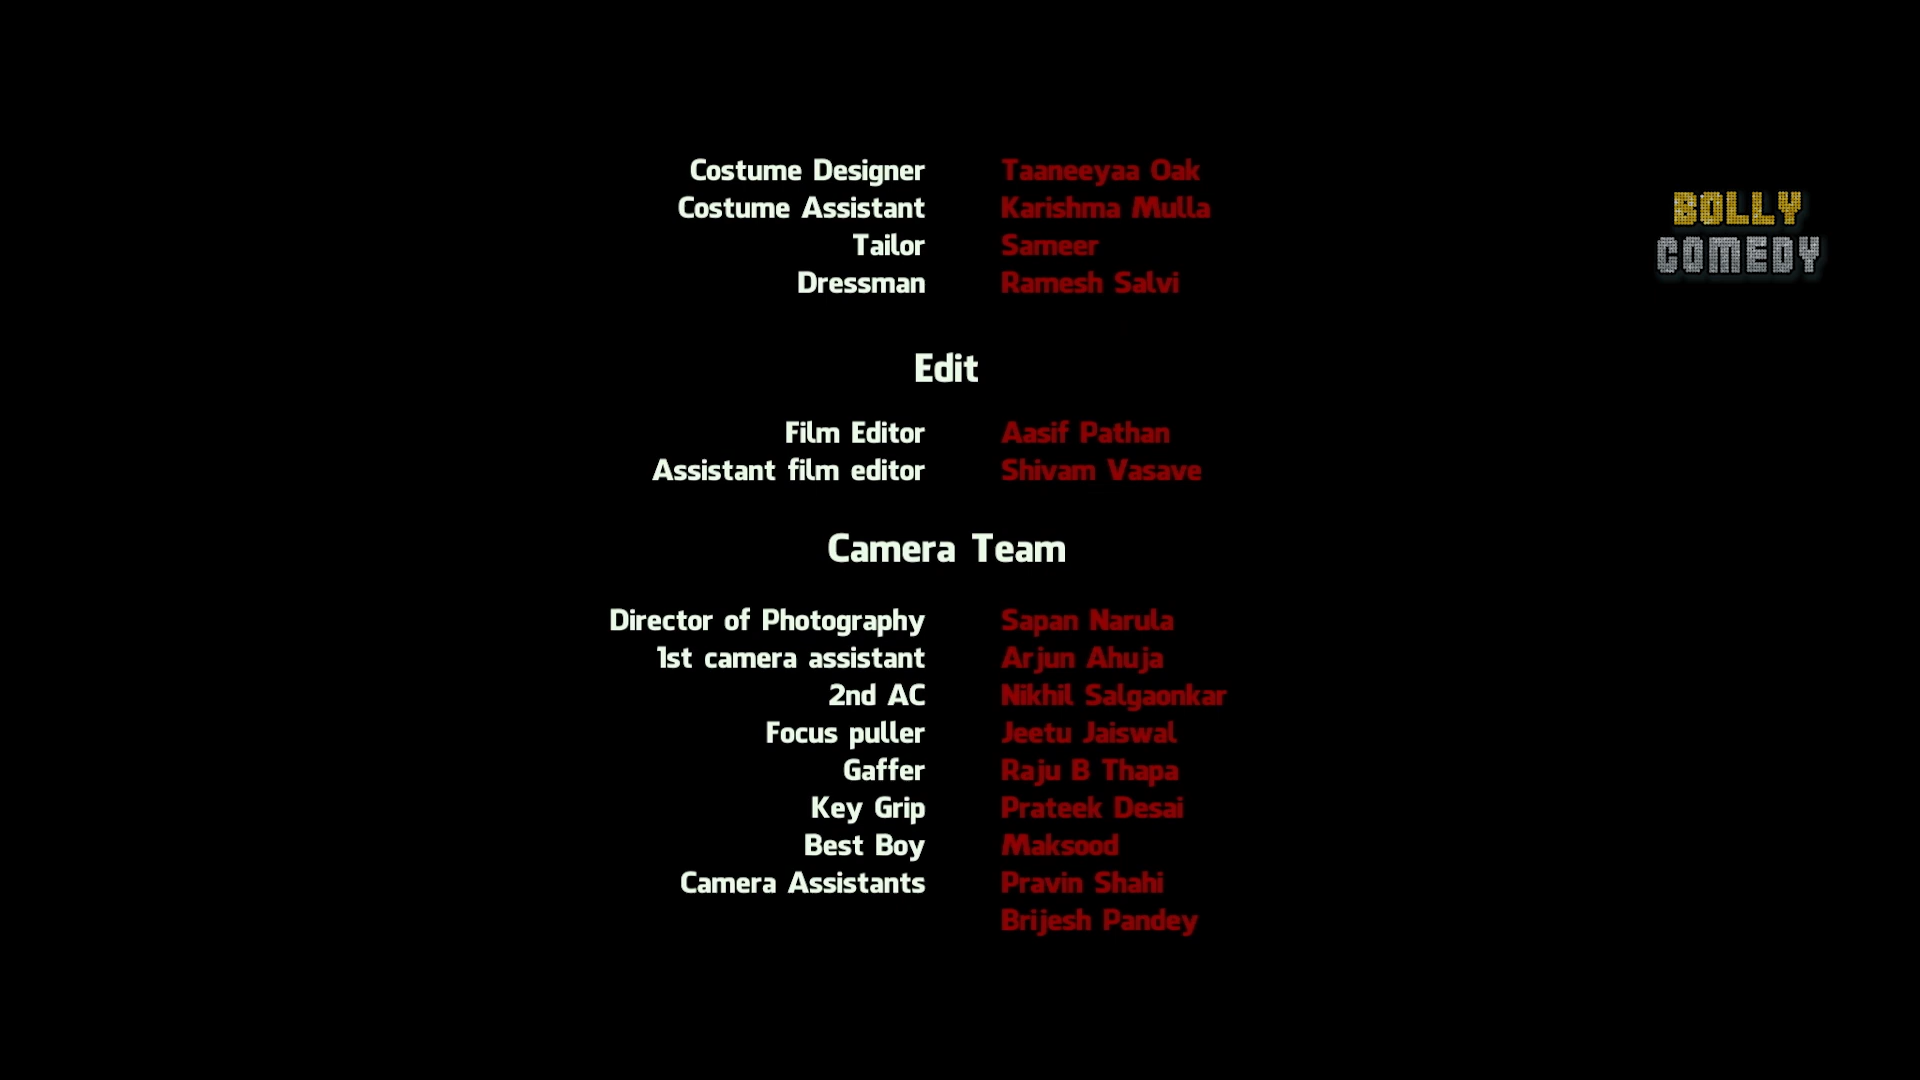 Costume Designer Taaneeyaa Oak
Costume Assistant Karishma Mulla
Tailor Sameer
Dressman Ramesh Salvi
BOLLY
COMEDY
Edit
Film Editor Aasif Pathan
Assistant film editor Shivam Vasave
Camera Team
Director of Photography Sapan Narula
1st camera assistant Arjun Ahuja
2nd AC Nikhil Salgaonkar
Focus puller Jeetu Jaiswal
Gaffer Raju B Thapa
Key Grip Prateek Desai
Best Boy Maksood
Camera Assistants Pravin Shahi
Brijesh Pandey